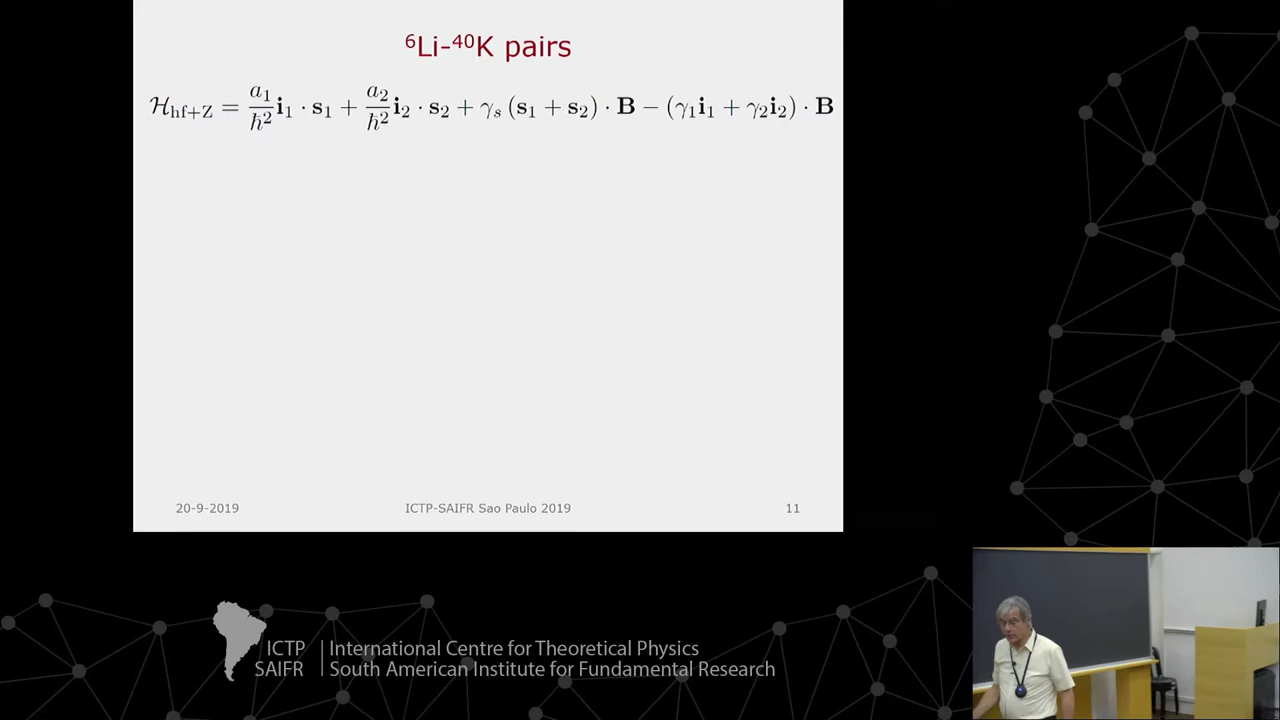 ⁶Li-⁴⁰K pairs
ℋ_hf+Z = a₁/ħ² i₁ · s₁ + a₂/ħ² i₂ · s₂ + γₛ (s₁ + s₂) · B − (γ₁i₁ + γ₂i₂) · B
20-9-2019 ICTP-SAIFR Sao Paulo 2019 11
ICTP International Centre for Theoretical Physics
SAIFR South American Institute for Fundamental Research